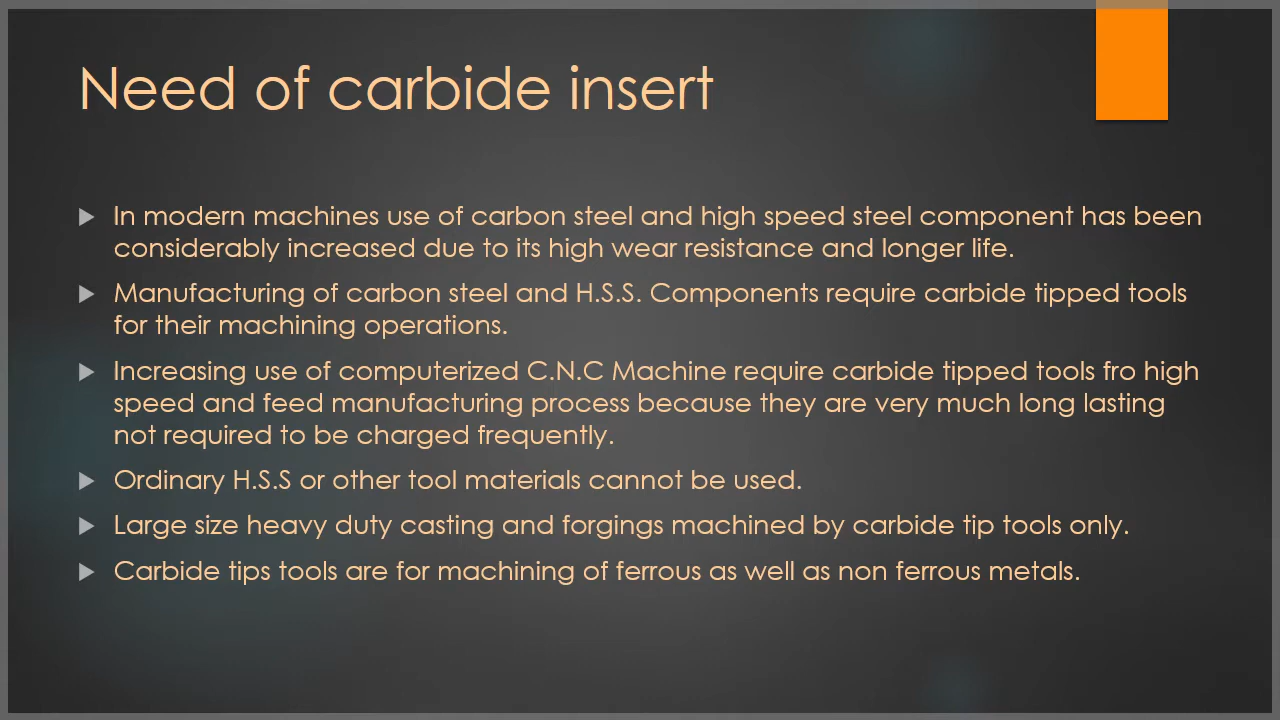 Need of carbide insert
In modern machines use of carbon steel and high speed steel component has been
considerably increased due to its high wear resistance and longer life.
Manufacturing of carbon steel and H.S.S. Components require carbide tipped tools
for their machining operations.
Increasing use of computerized C.N.C Machine require carbide tipped tools fro high
speed and feed manufacturing process because they are very much long lasting
not required to be charged frequently.
Ordinary H.S.S or other tool materials cannot be used.
Large size heavy duty casting and forgings machined by carbide tip tools only.
Carbide tips tools are for machining of ferrous as well as non ferrous metals.